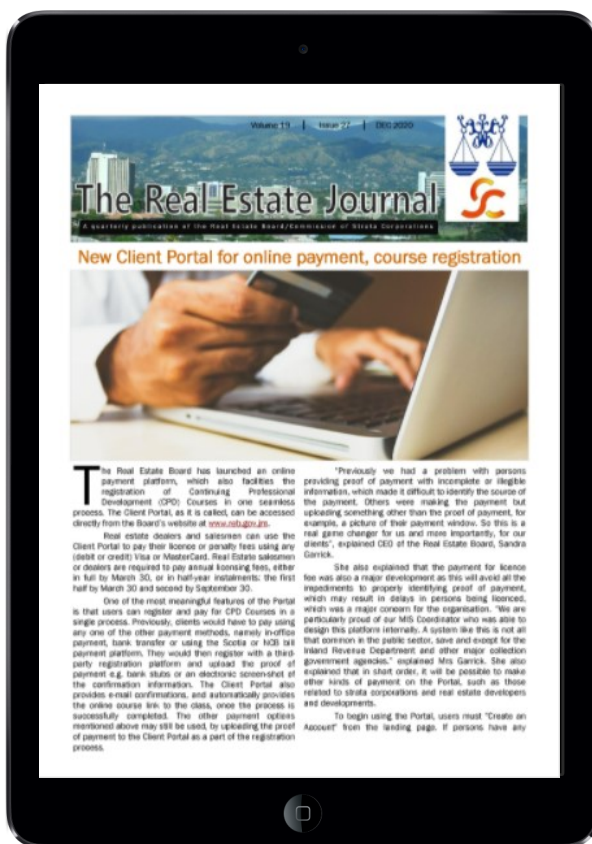 Volume 19 | Issue 27 | DEC 2020
The Real Estate Journal
A quarterly publication of the Real Estate Board/Commission of Strata Corporations
New Client Portal for online payment, course registration
The Real Estate Board has launched an online
payment platform, which also facilities the
registration of Continuing Professional
Development (CPD) Courses in one seamless
process. The Client Portal, as it is called, can be accessed
directly from the Board's website at www.reb.gov.jm.
Real estate dealers and salesmen can use the
Client Portal to pay their licence or penalty fees using any
(debit or credit) Visa or MasterCard. Real Estate salesmen
or dealers are required to pay annual licensing fees, either
in full by March 30, or in half-year instalments: the first
half by March 30 and second by September 30.
One of the most meaningful features of the Portal
is that users can register and pay for CPD Courses in a
single process. Previously, clients would have to pay using
any one of the other payment methods, namely in-office
payment, bank transfer or using the Scotia or NCB bill
payment platform. They would then register with a third-
party registration platform and upload the proof of
payment e.g. bank stubs or an electronic screen-shot of
the confirmation information. The Client Portal also
provides e-mail confirmations, and automatically provides
the online course link to the class, once the process is
successfully completed. The other payment options
mentioned above may still be used, by uploading the proof
of payment to the Client Portal as a part of the registration
process.
"Previously we had a problem with persons
providing proof of payment with incomplete or illegible
information, which made it difficult to identify the source of
the payment. Others were making the payment but
uploading something other than the proof of payment, for
example, a picture of their payment window. So this is a
real game changer for us and more importantly, for our
clients", explained CEO of the Real Estate Board, Sandra
Garrick.
She also explained that the payment for licence
fee was also a major development as this will avoid all the
impediments to properly identifying proof of payment,
which may result in delays in persons being licenced,
which was a major concern for the organisation. "We are
particularly proud of our MIS Coordinator who was able to
design this platform internally. A system like this is not all
that common in the public sector, save and except for the
Inland Revenue Department and other major collection
government agencies." explained Mrs Garrick. She also
explained that in short order, it will be possible to make
other kinds of payment on the Portal, such as those
related to strata corporations and real estate developers
and developments.
To begin using the Portal, users must "Create an
Account" from the landing page. If persons have any